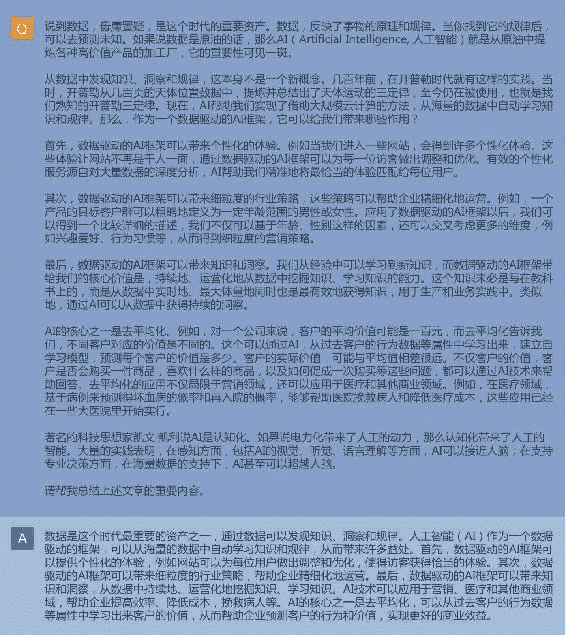 Q
说到数据，毋庸置疑，是这个时代的重要资产。数据，反映了事物的原理和规律。当你找到它的规律后，
可以去预测未知。如果说数据是原油的话，那么AI（Artificial Intelligence, 人工智能）就是从原油中提
炼各种高价值产品的加工厂，它的重要性可见一斑。
从数据中发现知识、洞察和规律，这本身不是一个新概念。几百年前，在开普勒时代就有这样的实践。当
时，开普勒从几百页的天体位置数据中，提炼并总结出了天体运动的三定律，至今仍在被使用，也就是我
们熟知的开普勒三定律。现在，AI帮助我们实现了借助大规模云计算的方法，从海量的数据中自动学习知
识和规律。那么，作为一个数据驱动的AI框架，它可以给我们带来哪些作用？
首先，数据驱动的AI框架可以带来个性化的体验。例如当我们进入一些网站，会得到许多个性化体验。这
些体验让网站不再是千人一面，通过数据驱动的AI框架可以为每一位访客做出调整和优化。有效的个性化
服务源自对大量数据的深度分析，AI帮助我们精准地将最恰当的体验匹配给每位用户。
其次，数据驱动的AI框架可以带来细粒度的行业策略，这些策略可以帮助企业精细化地运营。例如，一个
产品的目标客户群可以粗略地定义为一定年龄范围的男性或女性。应用了数据驱动的AI框架以后，我们可
以得到一个比较详细的描述，我们不仅可以基于年龄、性别这样的因素，还可以交叉考虑更多的维度，例
如兴趣爱好、行为习惯等，从而得到细粒度的营销策略。
最后，数据驱动的AI框架可以带来知识和洞察。我们从经验中可以学习到新知识，而数据驱动的AI框架带
给我们的核心价值是，持续地、运营化地从数据中挖掘知识、学习知识的能力。这个知识未必是写在教科
书上的，而是从数据中实时地、最大体量地同时也是最有效地获得知识，用于生产和业务实践中。类似
地，通过AI可以从数据中获得持续的洞察。
AI的核心之一是去平均化。例如，对一个公司来说，客户的平均价值可能是一百元，而去平均化告诉我
们，不同客户对应的价值是不同的。这个可以通过AI，从过去客户的行为数据等属性中学习出来，建立自
学习模型，预测每个客户的价值是多少。客户的实际价值，可能与平均值相差很远。不仅客户的价值，客
户是否会购买一件商品，喜欢什么样的商品，以及如何促成一次购买等这些问题，都可以通过AI技术来帮
助回答。去平均化的应用不仅局限于营销领域，还可以应用于医疗和其他商业领域。例如，在医疗领域，
基于病例来预测得坏血病的概率和再入院的概率，能够帮助医院挽救病人和降低医疗成本，这些应用已经
在一些大医院里开始实行。
著名的科技思想家凯文·凯利说AI是认知化。如果说电力化带来了人工的动力，那么认知化带来了人工的
智能。大量的实践表明，在感知方面，包括AI的视觉、听觉、语言理解等方面，AI可以接近人脑；在支持
专业决策方面，在海量数据的支持下，AI甚至可以超越人脑。
请帮我总结上述文章的重要内容。
A
数据是这个时代最重要的资产之一，通过数据可以发现知识、洞察和规律。人工智能（AI）作为一个数据
驱动的框架，可以从海量的数据中自动学习知识和规律，从而带来许多益处。首先，数据驱动的AI框架可
以提供个性化的体验，例如网站可以为每位用户做出调整和优化，使得访客获得恰当的体验。其次，数据
驱动的AI框架可以带来细粒度的行业策略，帮助企业精细化地运营。最后，数据驱动的AI框架可以带来知
识和洞察，从数据中持续地、运营化地挖掘知识、学习知识。AI技术可以应用于营销、医疗和其他商业领
域，帮助企业提高效率、降低成本，挽救病人等。AI的核心之一是去平均化，可以从过去客户的行为数据
等属性中学习出来客户的价值，从而帮助企业预测客户的行为和价值，实现更好的商业效益。